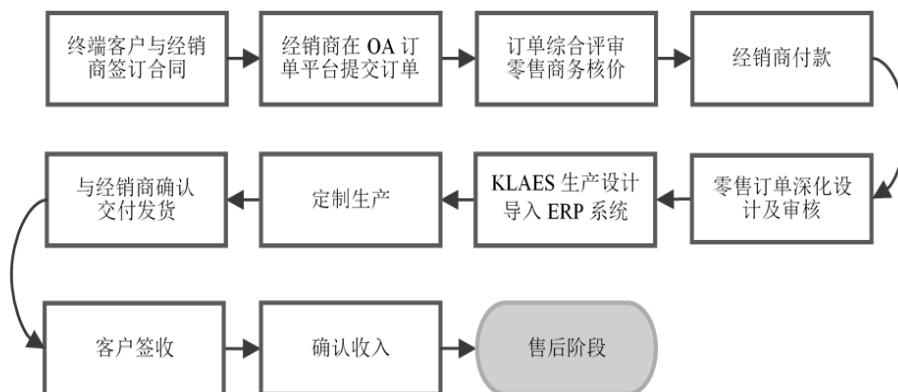 终端客户与经销
商签订合同
经销商在 OA 订
单平台提交订单
订单综合评审
零售商务核价
经销商付款
零售订单深化设
计及审核
KLAES 生产设计
导入 ERP 系统
定制生产
与经销商确认
交付发货
客户签收
确认收入
售后阶段